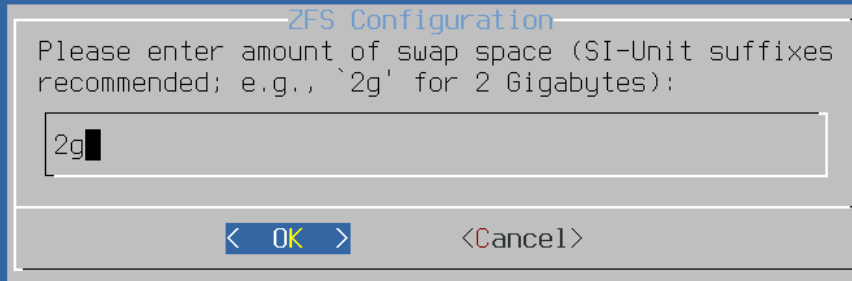 ZFS Configuration
Please enter amount of swap space (SI-Unit suffixes
recommended; e.g., `2g' for 2 Gigabytes):
2g
< OK > <Cancel>